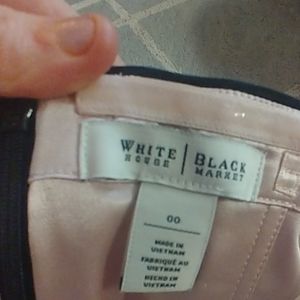 WHITE HOUSE | BLACK MARKET
00
MADE IN
VIETNAM
FABRIQUÉ AU
VIETNAM
HECHO EN
VIETNAM